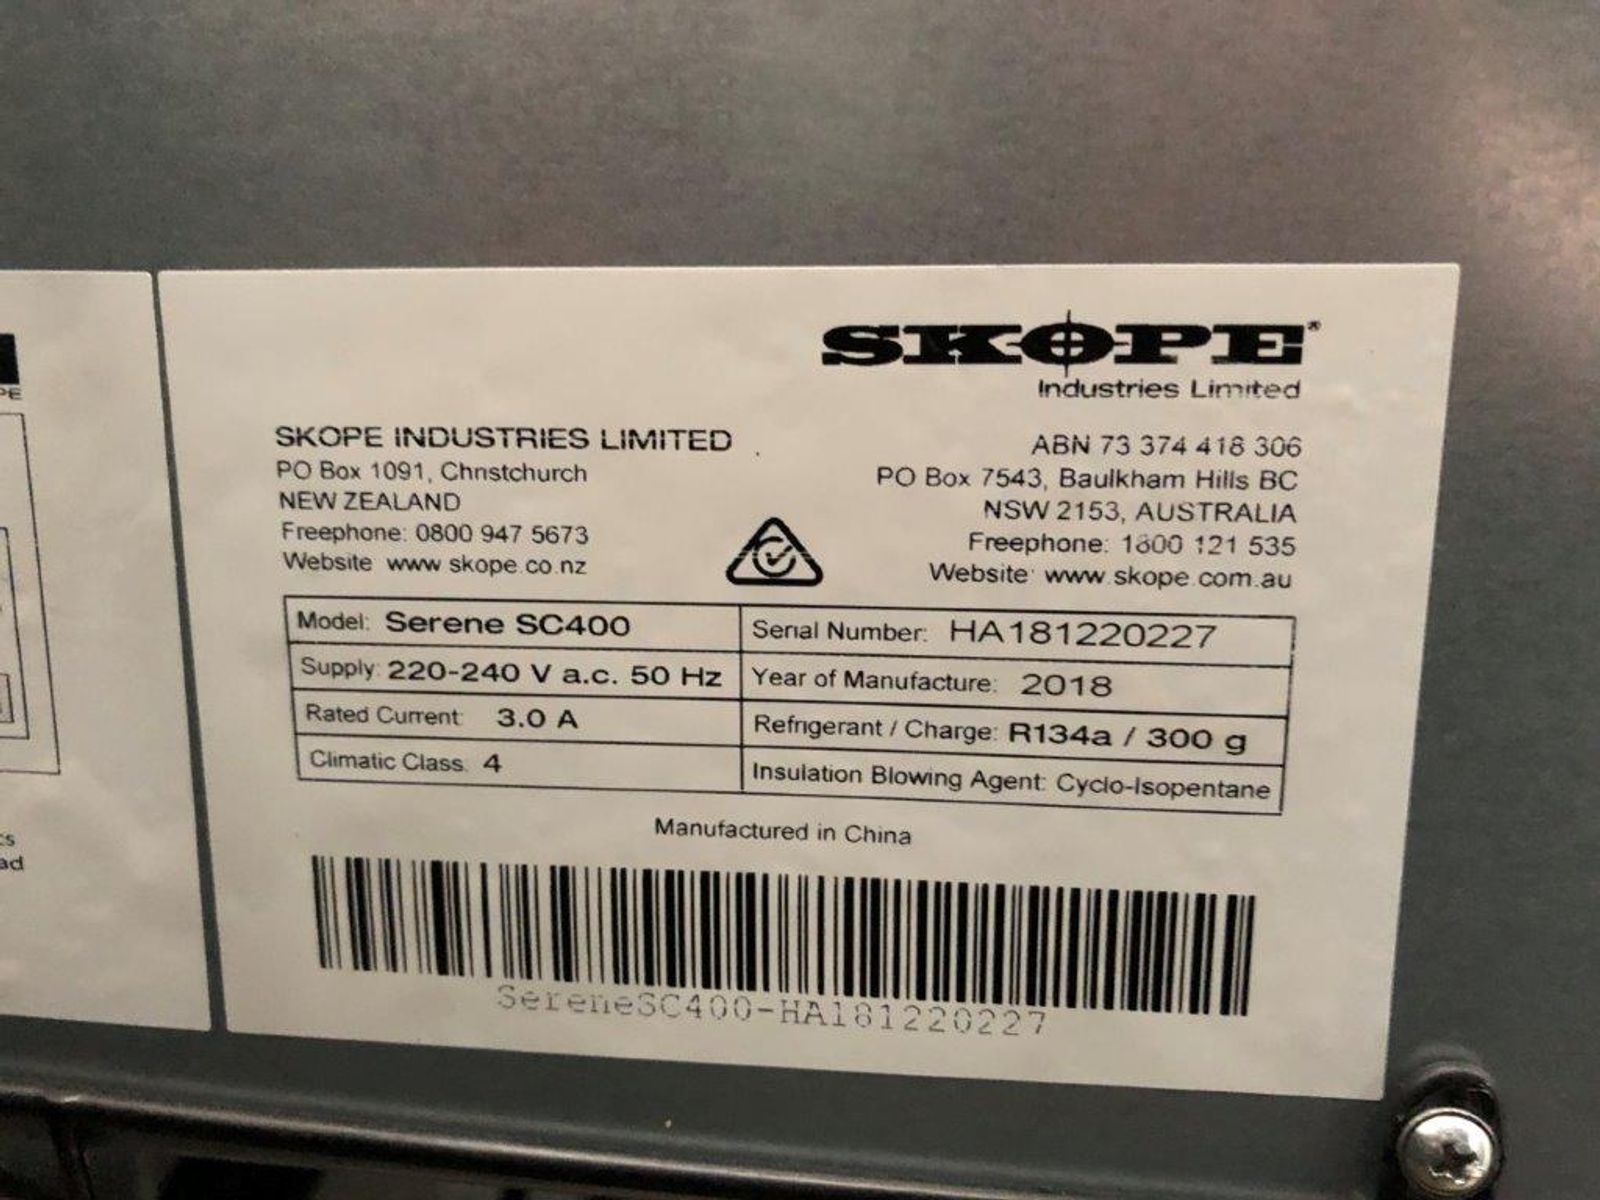 SKOPE®
Industries Limited
SKOPE INDUSTRIES LIMITED
PO Box 1091, Christchurch
NEW ZEALAND
Freephone: 0800 947 5673
Website www.skope.co.nz
ABN 73 374 418 306
PO Box 7543, Baulkham Hills BC
NSW 2153, AUSTRALIA
Freephone: 1800 121 535
Website: www.skope.com.au
Model: Serene SC400
Serial Number: HA181220227
Supply: 220-240 V a.c. 50 Hz
Year of Manufacture: 2018
Rated Current: 3.0 A
Refrigerant / Charge: R134a / 300 g
Climatic Class: 4
Insulation Blowing Agent: Cyclo-Isopentane
Manufactured in China
SereneSC400-HA181220227